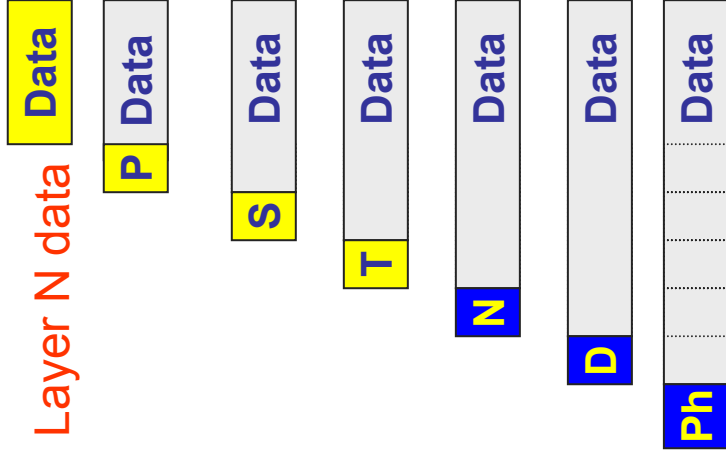 Layer N data Data
P Data
S Data
T Data
N Data
D Data
Ph Data